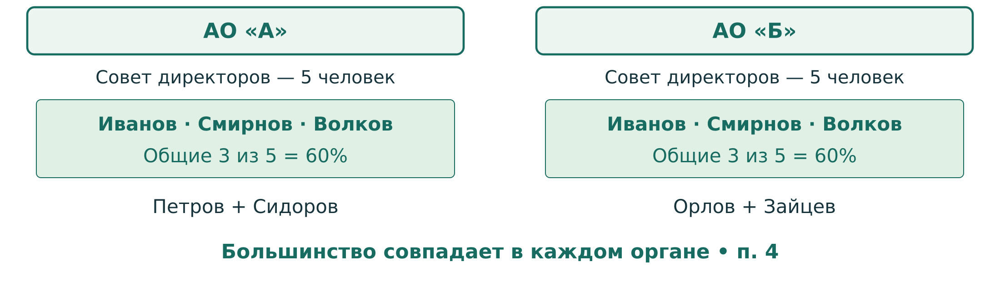 АО «А»
Совет директоров — 5 человек
Иванов · Смирнов · Волков
Общие 3 из 5 = 60%
Петров + Сидоров
АО «Б»
Совет директоров — 5 человек
Иванов · Смирнов · Волков
Общие 3 из 5 = 60%
Орлов + Зайцев
Большинство совпадает в каждом органе • п. 4